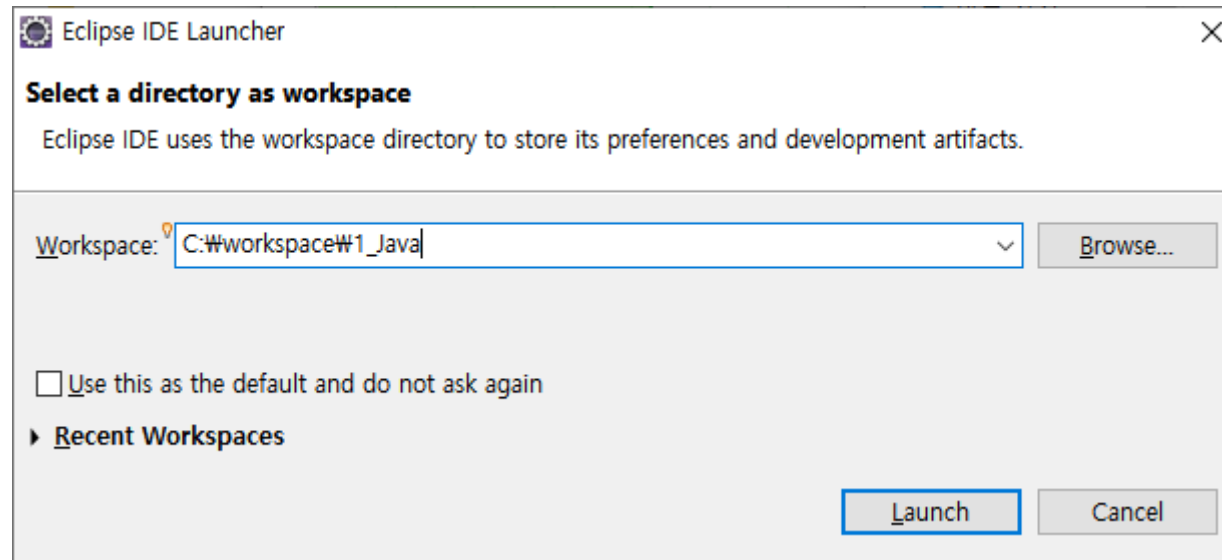 Eclipse IDE Launcher
Select a directory as workspace
Eclipse IDE uses the workspace directory to store its preferences and development artifacts.
Workspace: C:₩workspace₩1_Java Browse...
Use this as the default and do not ask again
Recent Workspaces
Launch Cancel